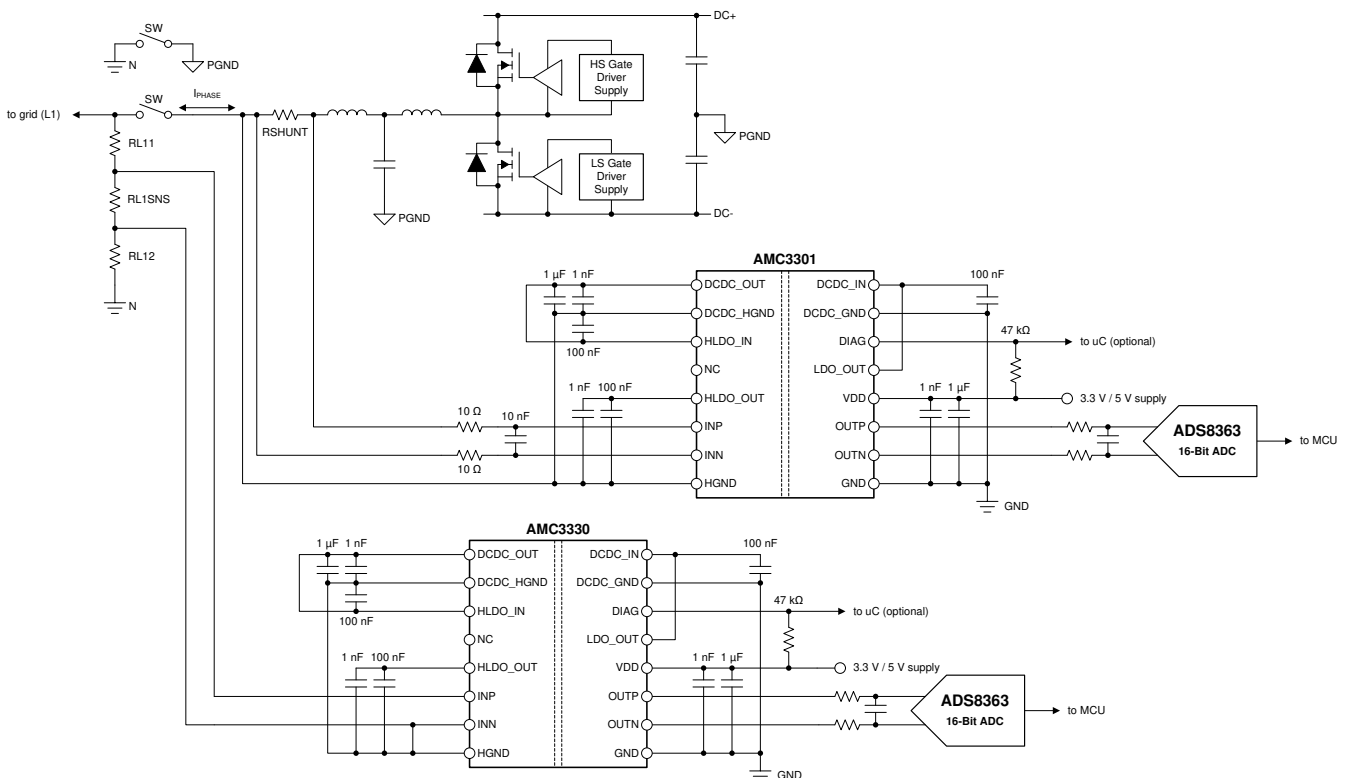 DC+
SW
N
PGND
HS Gate
Driver
Supply
SW
IPHASE
to grid (L1)
RSHUNT
PGND
RL11
LS Gate
Driver
Supply
RL1SNS
PGND
DC-
RL12
N
AMC3301
1 µF 1 nF
100 nF
DCDC_OUT
DCDC_IN
DCDC_HGND
DCDC_GND
47 kΩ
HLDO_IN
DIAG
to uC (optional)
100 nF
NC
LDO_OUT
1 nF 100 nF
HLDO_OUT
VDD
1 nF 1 µF
3.3 V / 5 V supply
10 Ω
10 nF
INP
OUTP
ADS8363
16-Bit ADC
to MCU
10 Ω
INN
OUTN
HGND
GND
GND
AMC3330
1 µF 1 nF
100 nF
DCDC_OUT
DCDC_IN
DCDC_HGND
DCDC_GND
47 kΩ
HLDO_IN
DIAG
to uC (optional)
100 nF
NC
LDO_OUT
1 nF 100 nF
HLDO_OUT
VDD
1 nF 1 µF
3.3 V / 5 V supply
INP
OUTP
ADS8363
16-Bit ADC
to MCU
INN
OUTN
HGND
GND
GND